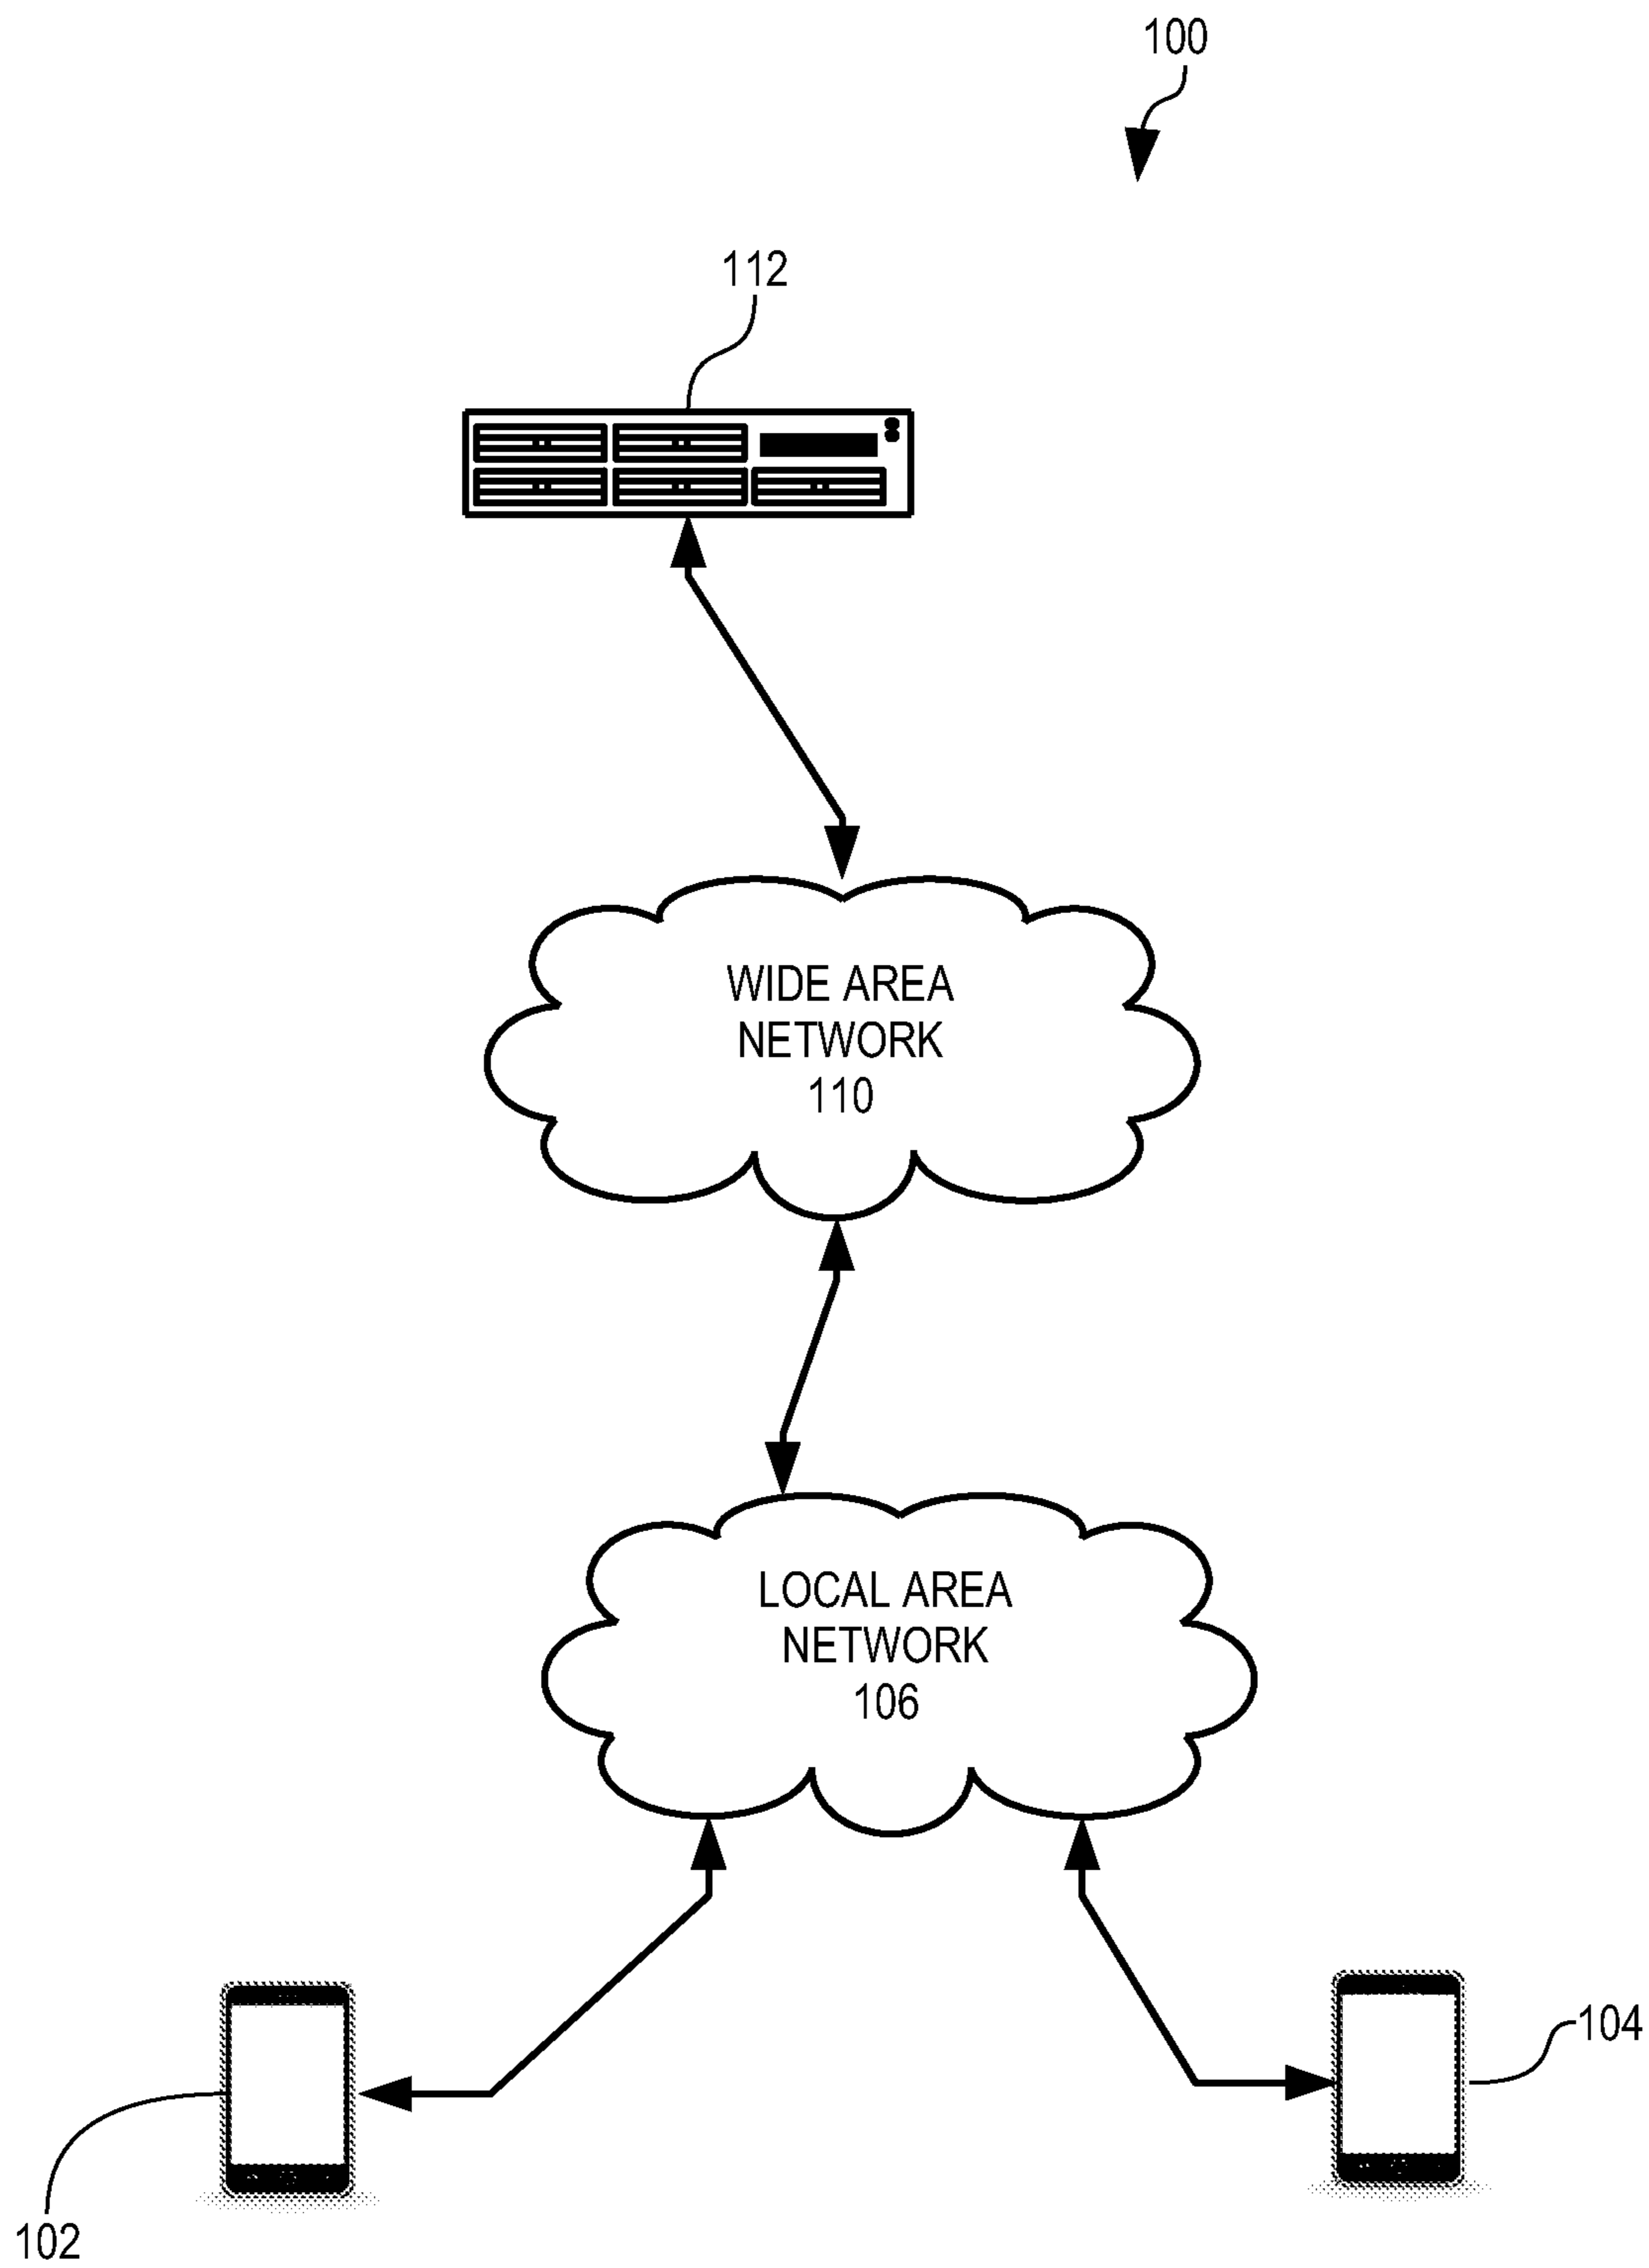 100
112
WIDE AREA
NETWORK
110
LOCAL AREA
NETWORK
106
104
102